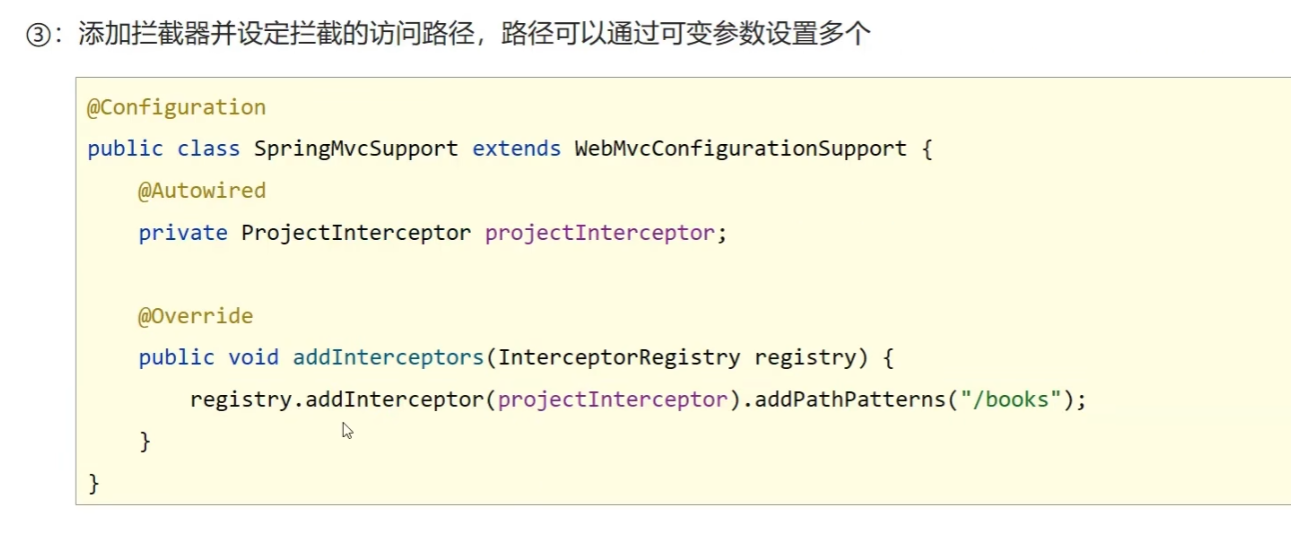 ③：添加拦截器并设定拦截的访问路径，路径可以通过可变参数设置多个
@Configuration
public class SpringMvcSupport extends WebMvcConfigurationSupport {
    @Autowired
    private ProjectInterceptor projectInterceptor;

    @Override
    public void addInterceptors(InterceptorRegistry registry) {
        registry.addInterceptor(projectInterceptor).addPathPatterns("/books");
    }
}